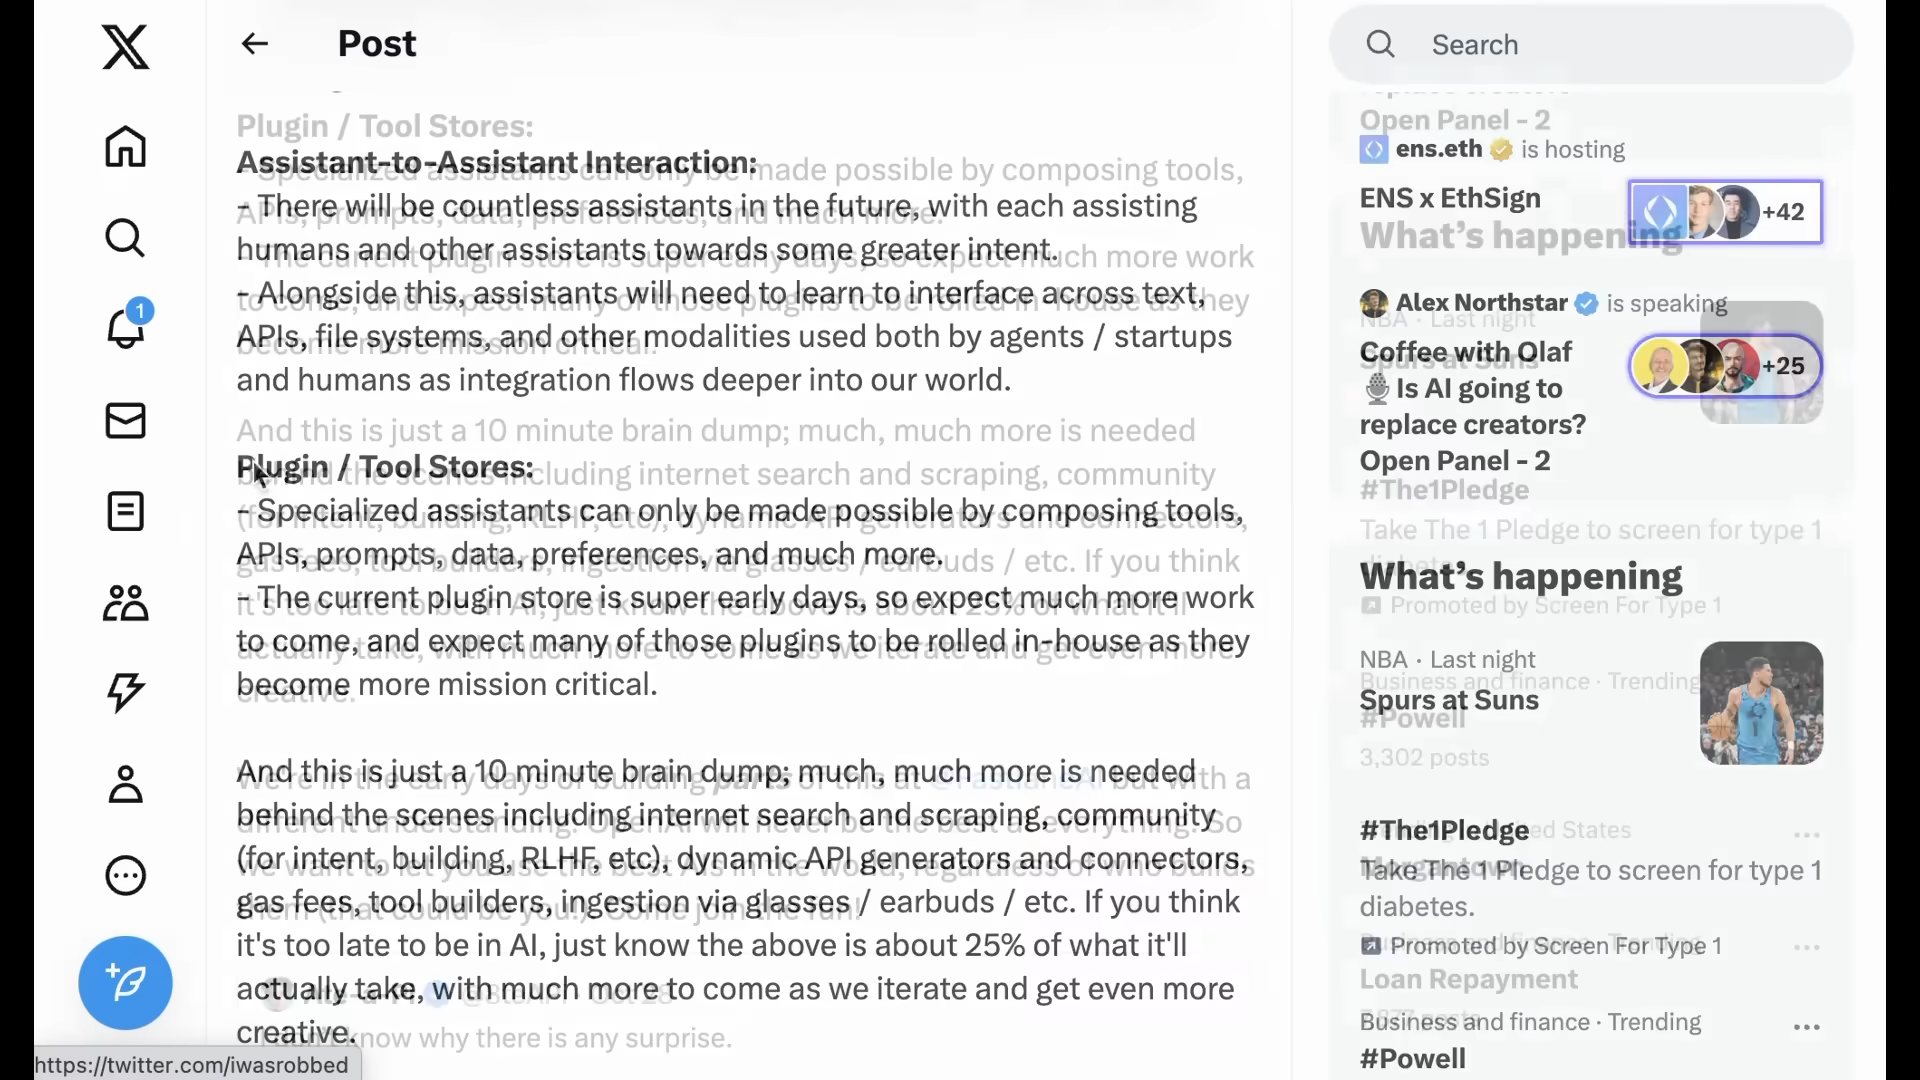 Post
Assistant-to-Assistant Interaction:
- There will be countless assistants in the future, with each assisting
humans and other assistants towards some greater intent.
- Alongside this, assistants will need to learn to interface across text,
APIs, file systems, and other modalities used both by agents / startups
and humans as integration flows deeper into our world.
Plugin / Tool Stores:
- Specialized assistants can only be made possible by composing tools,
APIs, prompts, data, preferences, and much more.
- The current plugin store is super early days, so expect much more work
to come, and expect many of those plugins to be rolled in-house as they
become more mission critical.
And this is just a 10 minute brain dump; much, much more is needed
behind the scenes including internet search and scraping, community
(for intent, building, RLHF, etc), dynamic API generators and connectors,
gas fees, tool builders, ingestion via glasses / earbuds / etc. If you think
it's too late to be in AI, just know the above is about 25% of what it'll
actually take, with much more to come as we iterate and get even more
creative.
know why there is any surprise.
https://twitter.com/iwasrobbed
1
Search
Open Panel - 2
ens.eth is hosting
ENS x EthSign
+42
What's happening
Alex Northstar is speaking
NBA · Last night
Coffee with Olaf
Is AI going to
replace creators?
Open Panel - 2
+25
#The1Pledge
Take The 1 Pledge to screen for type 1
What's happening
Promoted by Screen For Type 1
NBA · Last night
Business and finance · Trending
Spurs at Suns
#Powell
3,302 posts
#The1Pledge
Take The 1 Pledge to screen for type 1
diabetes.
Promoted by Screen For Type 1
Loan Repayment
Business and finance · Trending
#Powell